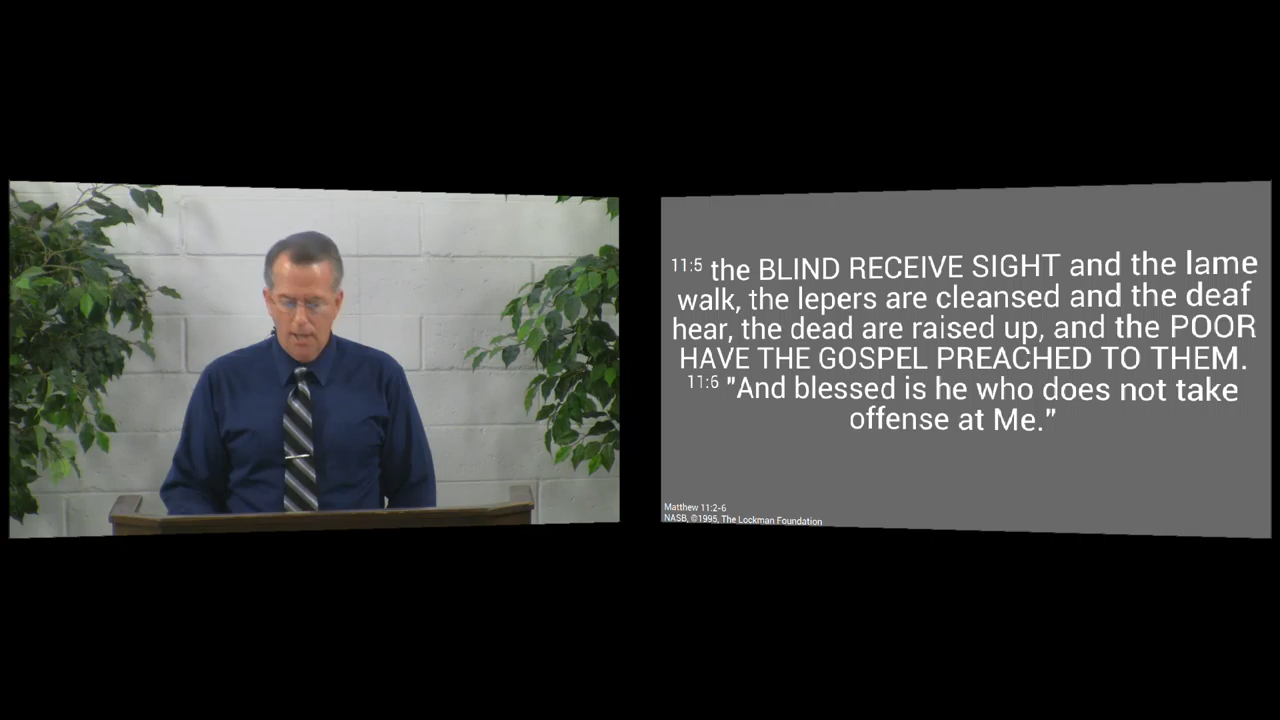 11:5 the BLIND RECEIVE SIGHT and the lame
walk, the lepers are cleansed and the deaf
hear, the dead are raised up, and the POOR
HAVE THE GOSPEL PREACHED TO THEM.
11:6 "And blessed is he who does not take
offense at Me."
Matthew 11:2-6
NASB, ©1995, The Lockman Foundation